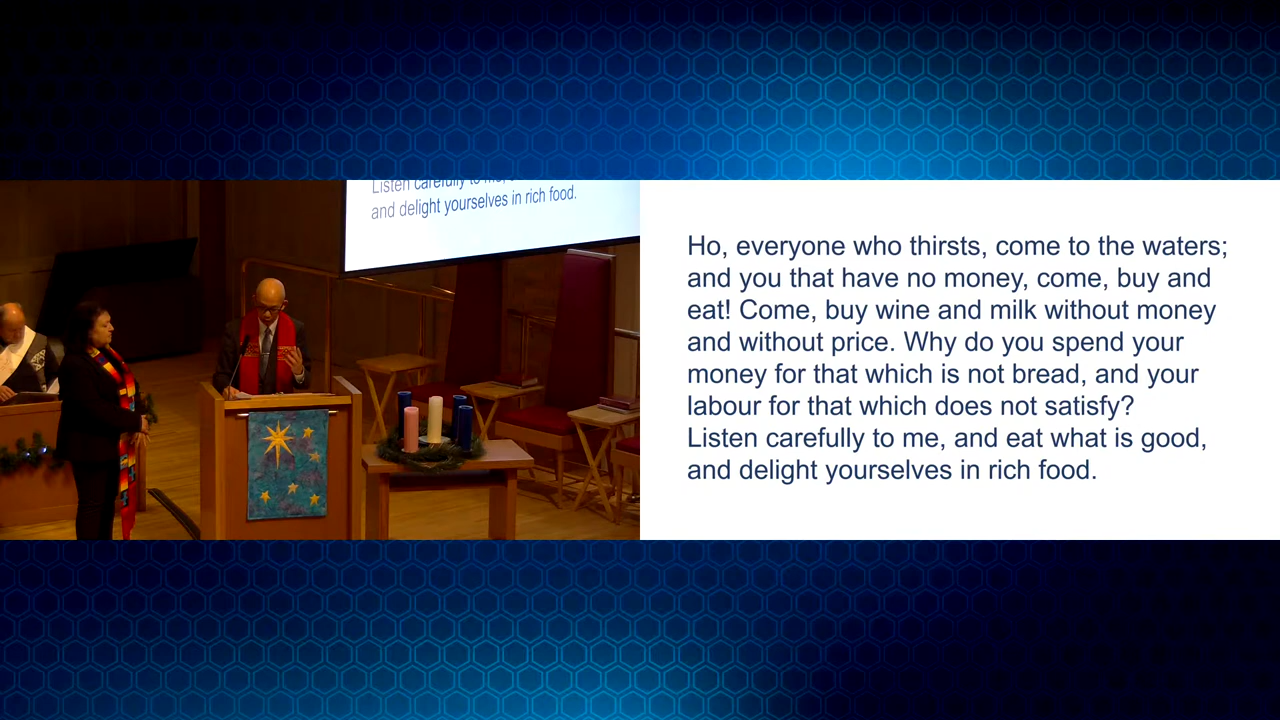 Listen carefully to me,
and delight yourselves in rich food.
Ho, everyone who thirsts, come to the waters;
and you that have no money, come, buy and
eat! Come, buy wine and milk without money
and without price. Why do you spend your
money for that which is not bread, and your
labour for that which does not satisfy?
Listen carefully to me, and eat what is good,
and delight yourselves in rich food.